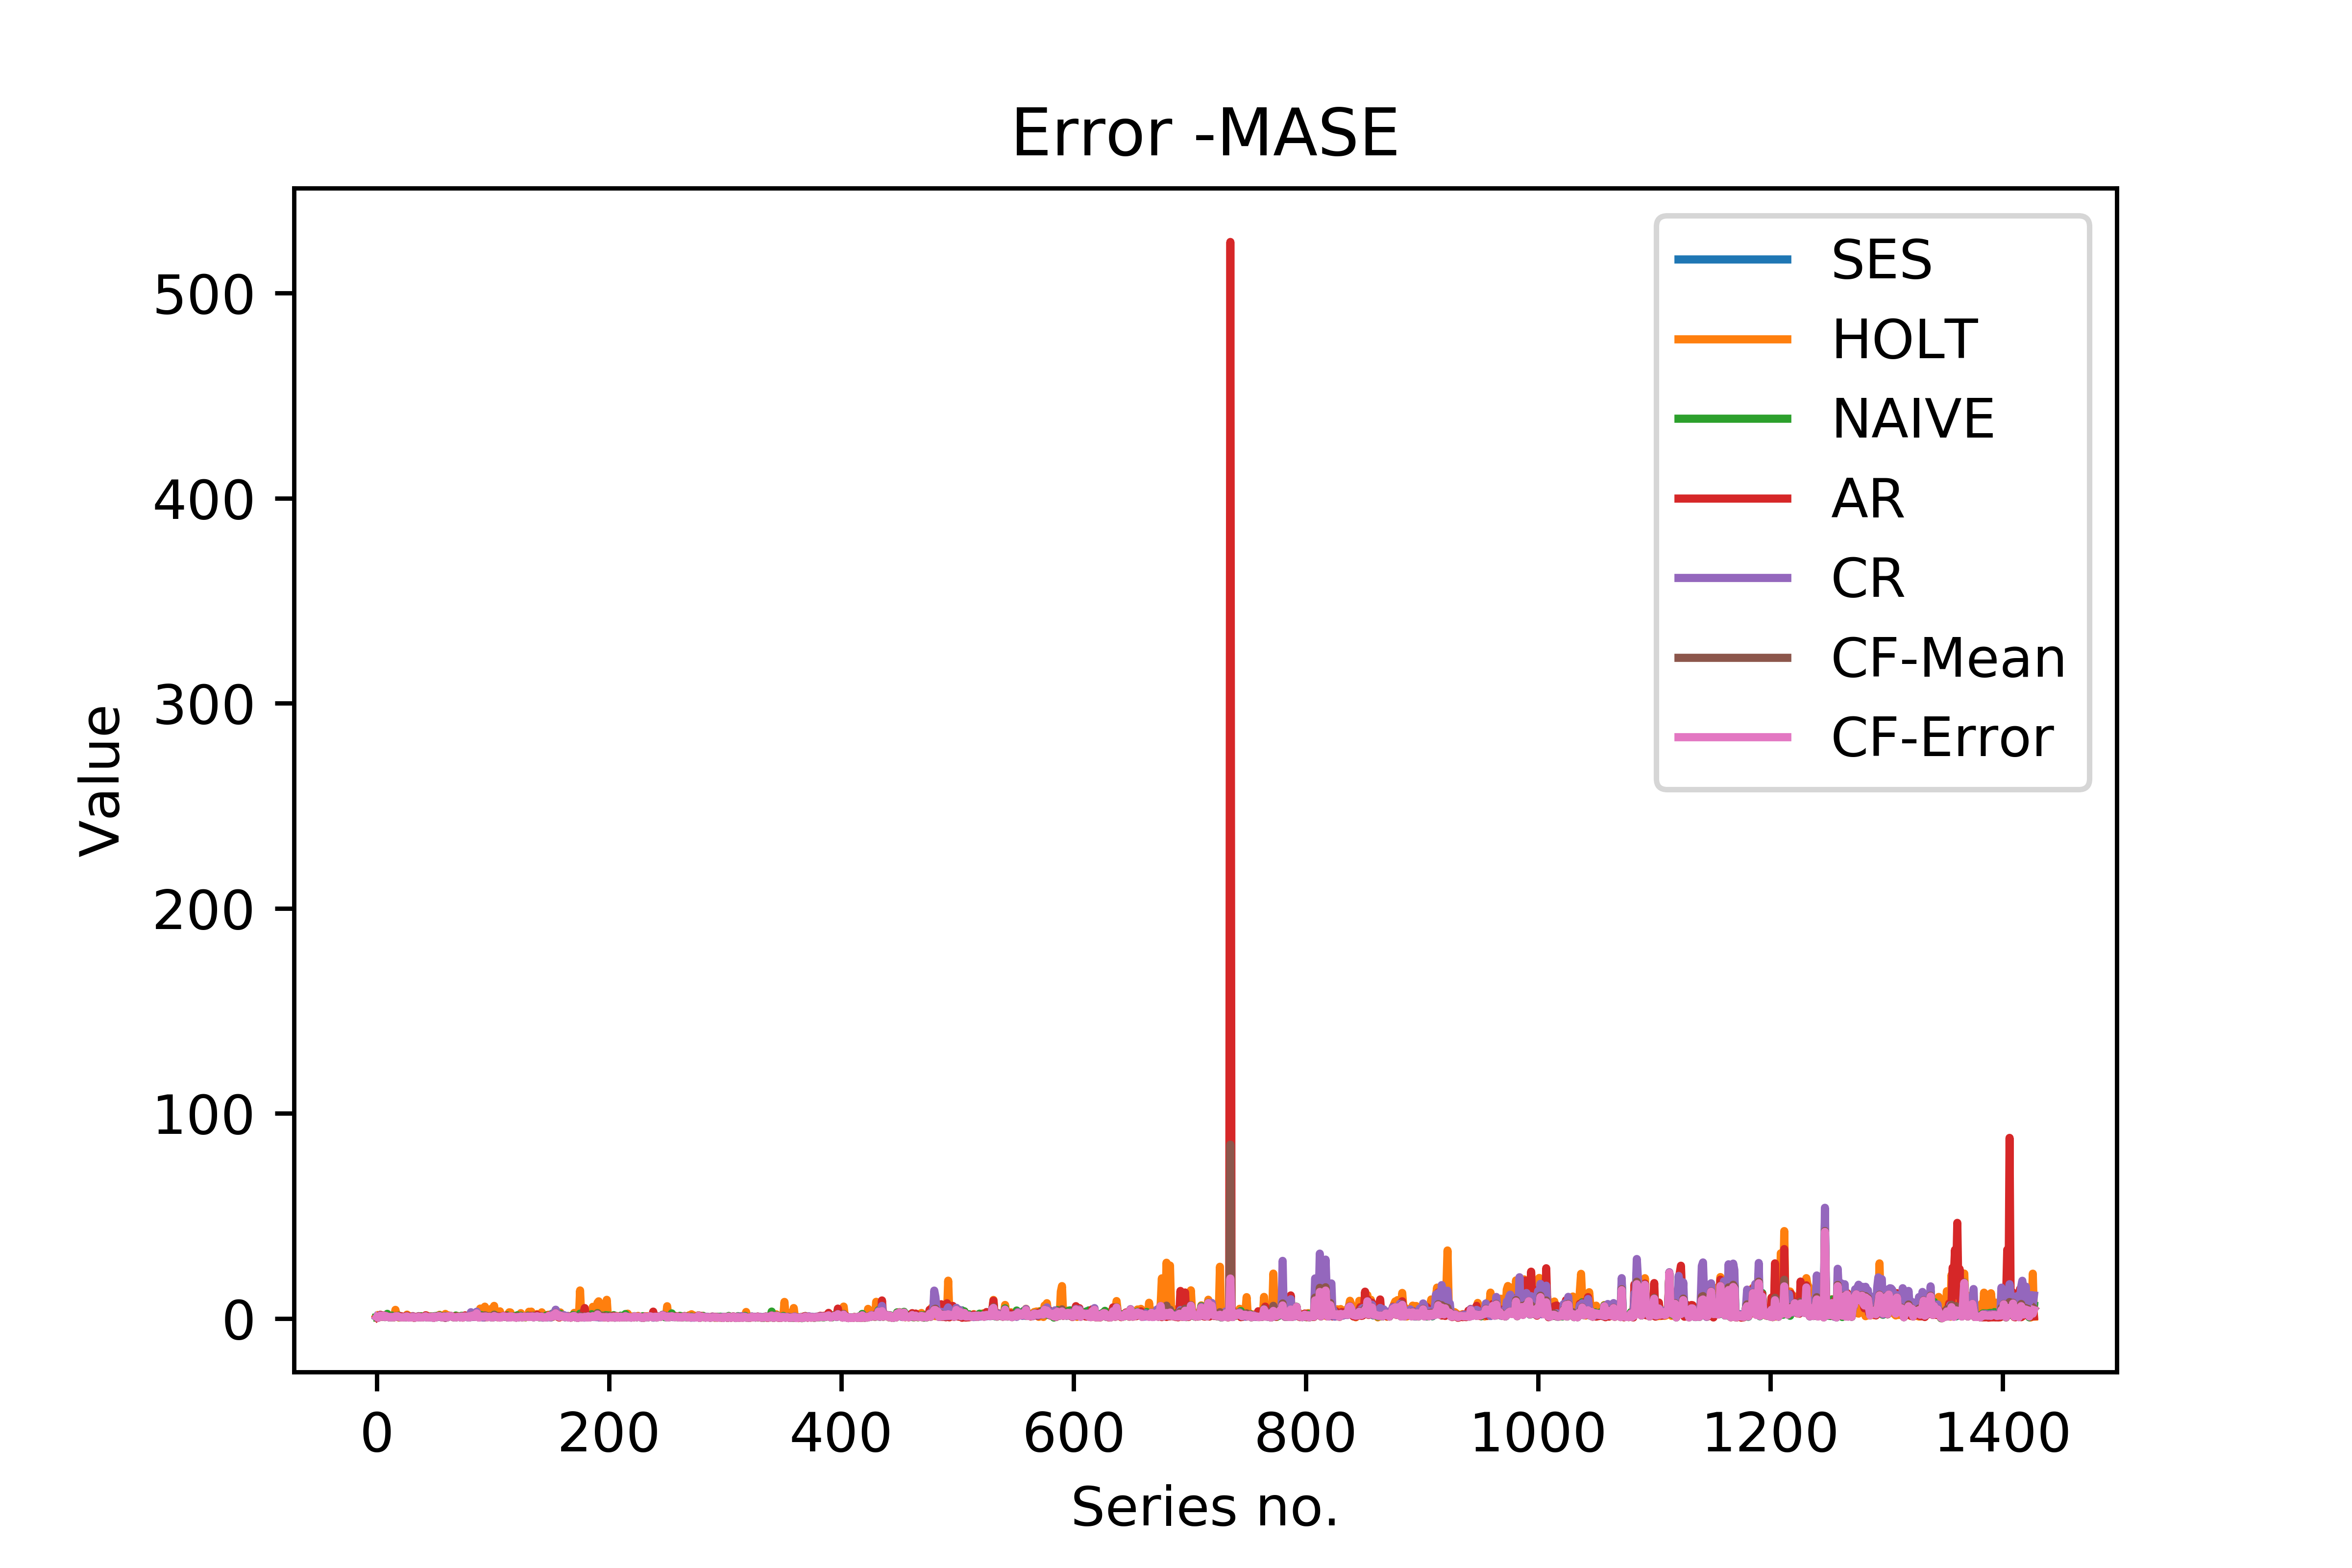 Error -MASE
SES
HOLT
NAIVE
AR
CR
CF-Mean
CF-Error
Value
500
400
300
200
100
0
0 200 400 600 800 1000 1200 1400
Series no.